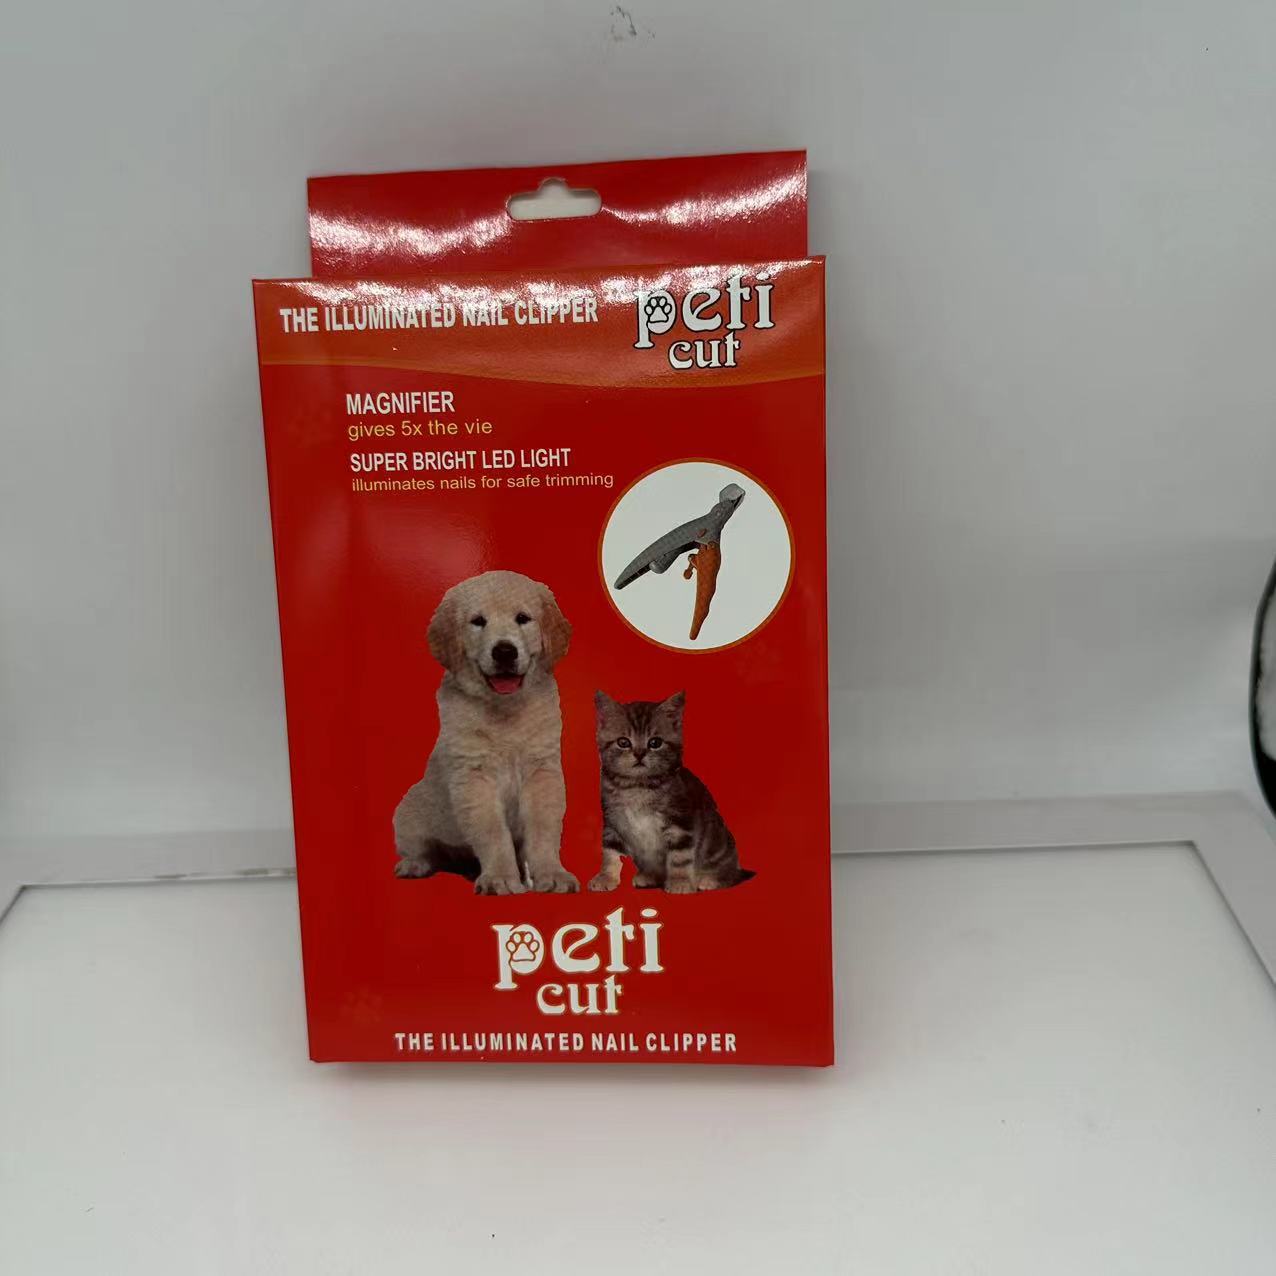 THE ILLUMINATED NAIL CLIPPER
peti
cut
MAGNIFIER
gives 5x the vie
SUPER BRIGHT LED LIGHT
illuminates nails for safe trimming
peti
cut
THE ILLUMINATED NAIL CLIPPER